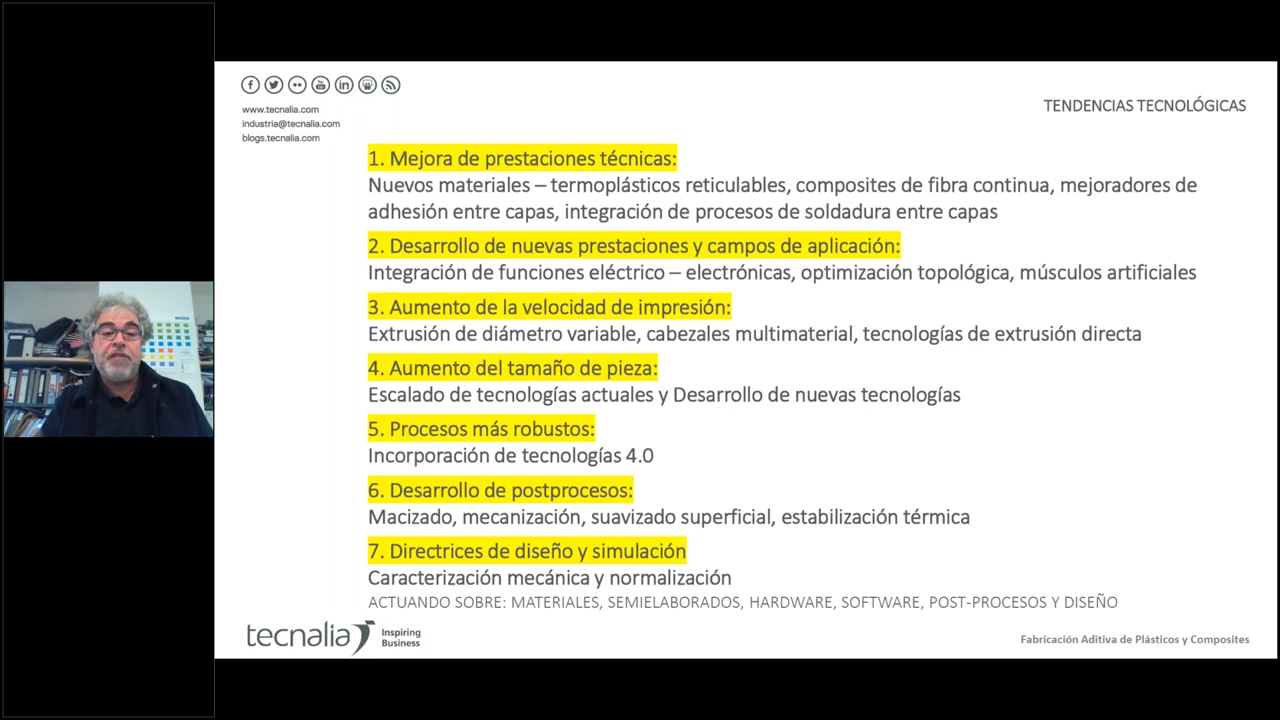 www.tecnalia.com
industria@tecnalia.com
blogs.tecnalia.com
TENDENCIAS TECNOLÓGICAS
1. Mejora de prestaciones técnicas:
Nuevos materiales – termoplásticos reticulables, composites de fibra continua, mejoradores de
adhesión entre capas, integración de procesos de soldadura entre capas
2. Desarrollo de nuevas prestaciones y campos de aplicación:
Integración de funciones eléctrico – electrónicas, optimización topológica, músculos artificiales
3. Aumento de la velocidad de impresión:
Extrusión de diámetro variable, cabezales multimaterial, tecnologías de extrusión directa
4. Aumento del tamaño de pieza:
Escalado de tecnologías actuales y Desarrollo de nuevas tecnologías
5. Procesos más robustos:
Incorporación de tecnologías 4.0
6. Desarrollo de postprocesos:
Macizado, mecanización, suavizado superficial, estabilización térmica
7. Directrices de diseño y simulación
Caracterización mecánica y normalización
ACTUANDO SOBRE: MATERIALES, SEMIELABORADOS, HARDWARE, SOFTWARE, POST-PROCESOS Y DISEÑO
tecnalia Inspiring
Business
Fabricación Aditiva de Plásticos y Composites